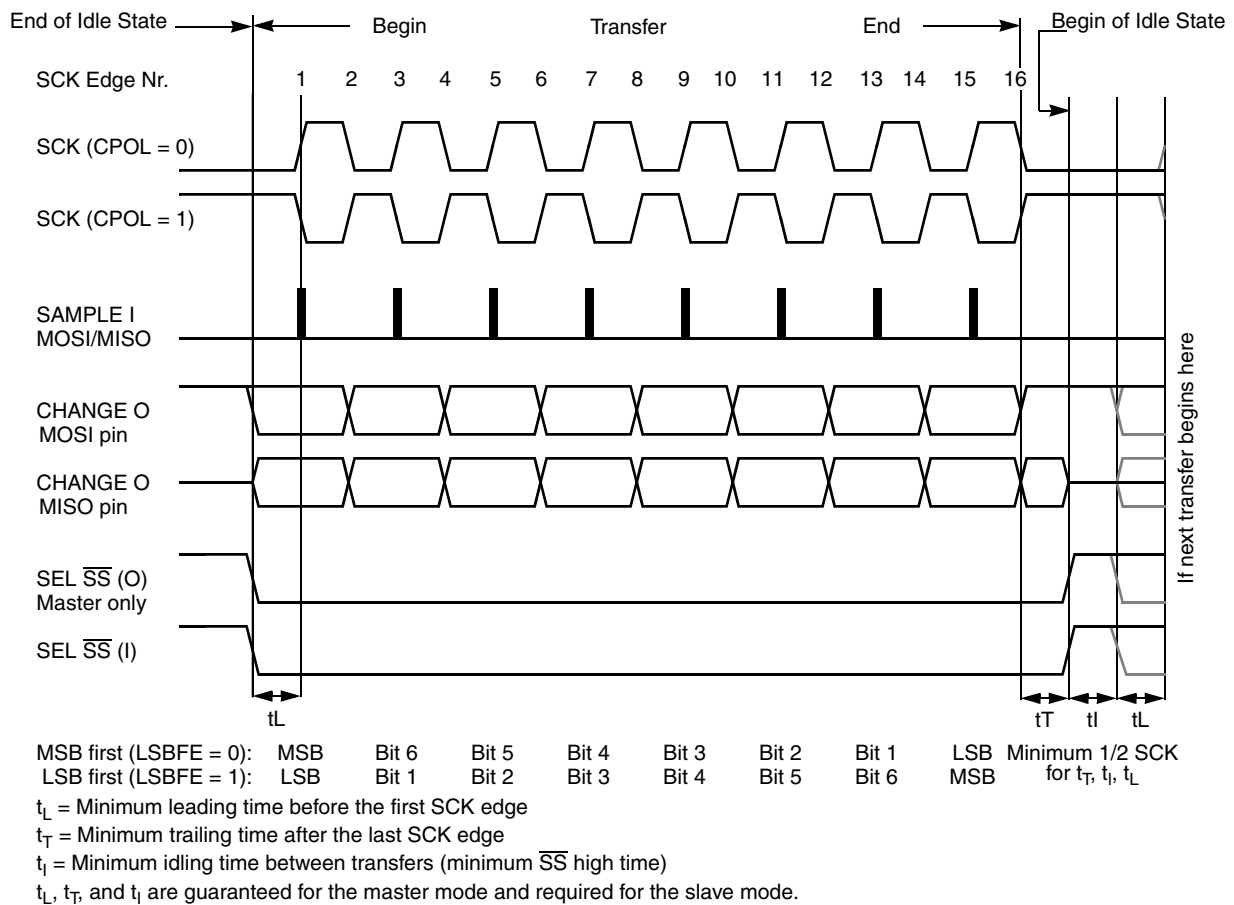 End of Idle State Begin Transfer End Begin of Idle State
SCK Edge Nr. 1 2 3 4 5 6 7 8 9 10 11 12 13 14 15 16
SCK (CPOL = 0)
SCK (CPOL = 1)
SAMPLE I
MOSI/MISO
CHANGE O
MOSI pin
CHANGE O
MISO pin
SEL SS (O)
Master only
SEL SS (I)
If next transfer begins here
tL tT tI tL
MSB first (LSBFE = 0): MSB Bit 6 Bit 5 Bit 4 Bit 3 Bit 2 Bit 1 LSB Minimum 1/2 SCK
LSB first (LSBFE = 1): LSB Bit 1 Bit 2 Bit 3 Bit 4 Bit 5 Bit 6 MSB for tT, tI, tL
tL = Minimum leading time before the first SCK edge
tT = Minimum trailing time after the last SCK edge
tI = Minimum idling time between transfers (minimum SS high time)
tL, tT, and tI are guaranteed for the master mode and required for the slave mode.